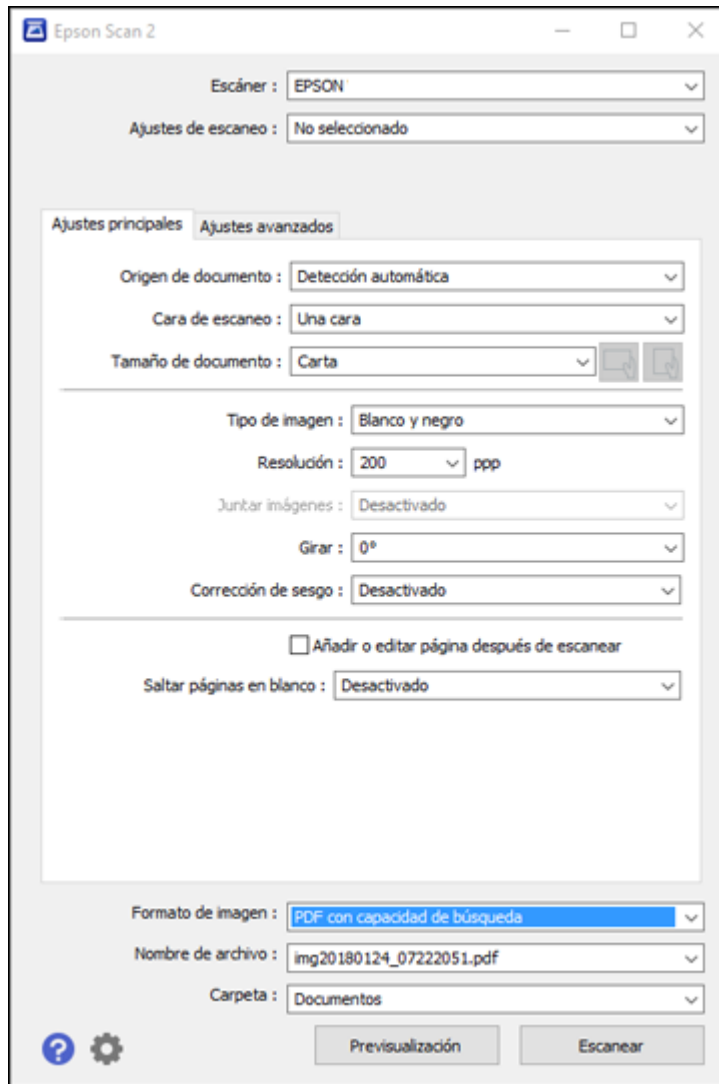 Epson Scan 2
Escáner : EPSON
Ajustes de escaneo : No seleccionado
Ajustes principales Ajustes avanzados
Origen de documento : Detección automática
Cara de escaneo : Una cara
Tamaño de documento : Carta
Tipo de imagen : Blanco y negro
Resolución : 200 ppp
Juntar imágenes : Desactivado
Girar : 0°
Corrección de sesgo : Desactivado
Añadir o editar página después de escanear
Saltar páginas en blanco : Desactivado
Formato de imagen : PDF con capacidad de búsqueda
Nombre de archivo : img20180124_07222051.pdf
Carpeta : Documentos
? Previsualización Escanear